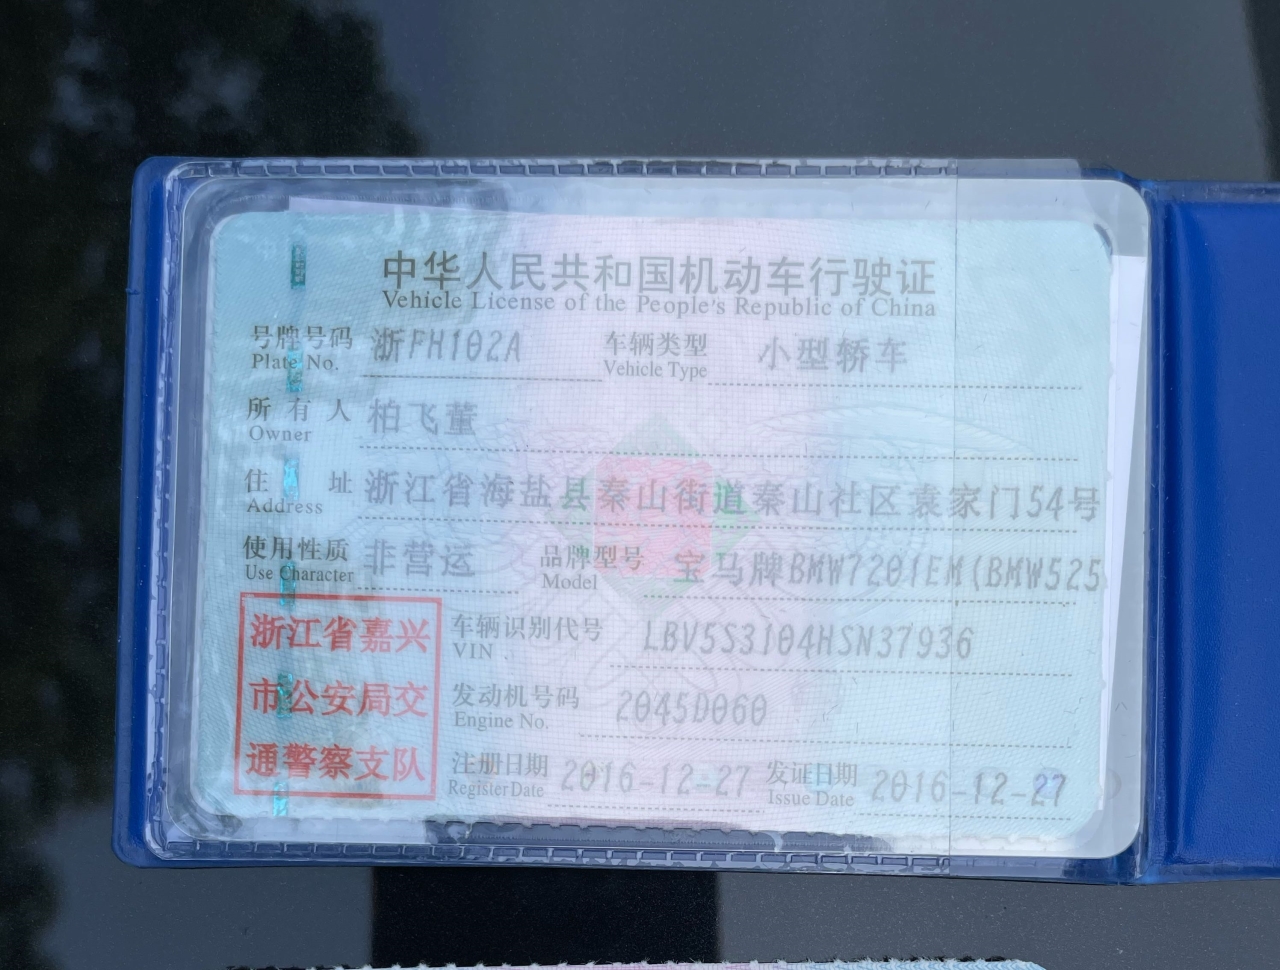 中华人民共和国机动车行驶证
Vehicle License of the People's Republic of China
号牌号码 浙FH102A 车辆类型 小型轿车
Plate No. Vehicle Type
所有人 柏飞董
Owner
住址 浙江省海盐县秦山街道秦山社区袁家门54号
Address
使用性质 非营运 品牌型号 宝马牌BMW7201EM(BMW525
Use Character Model
浙江省嘉兴
市公安局交
通警察支队
车辆识别代号 LBV5S3104HSN37936
VIN
发动机号码 2045D060
Engine No.
注册日期 2016-12-27 发证日期 2016-12-27
Register Date Issue Date